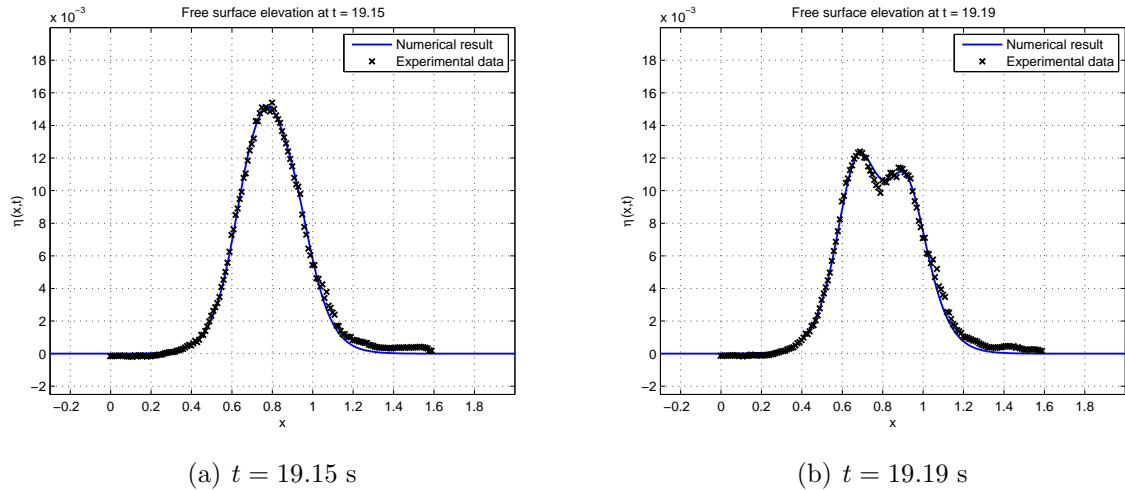 Free surface elevation at t = 19.15
x 10⁻³
18
16
14
12
10
8
6
4
2
0
−2
η(x,t)
−0.2 0 0.2 0.4 0.6 0.8 1 1.2 1.4 1.6 1.8
x
Numerical result
Experimental data
(a) t = 19.15 s
Free surface elevation at t = 19.19
x 10⁻³
18
16
14
12
10
8
6
4
2
0
−2
η(x,t)
−0.2 0 0.2 0.4 0.6 0.8 1 1.2 1.4 1.6 1.8
x
Numerical result
Experimental data
(b) t = 19.19 s